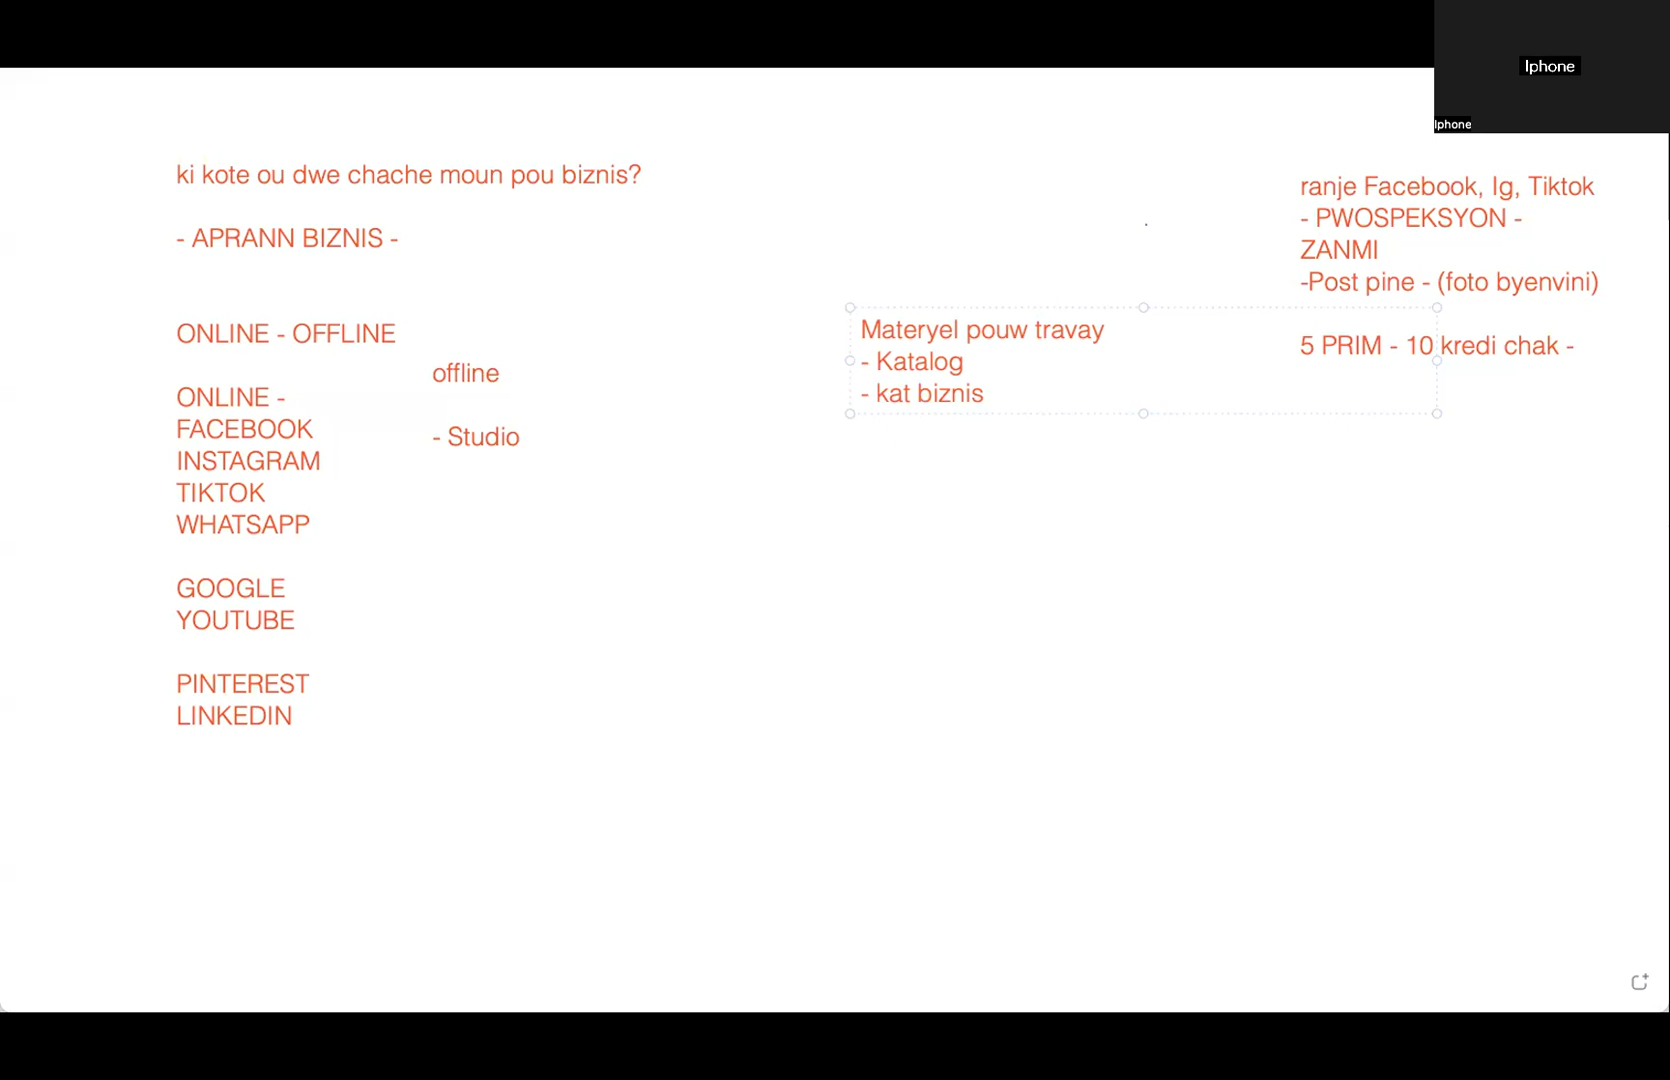 Iphone
Iphone
ki kote ou dwe chache moun pou biznis?
- APRANN BIZNIS -
ONLINE - OFFLINE
ONLINE -
FACEBOOK
INSTAGRAM
TIKTOK
WHATSAPP
GOOGLE
YOUTUBE
PINTEREST
LINKEDIN
offline
- Studio
Materyel pouw travay
- Katalog
- kat biznis
ranje Facebook, Ig, Tiktok
- PWOSPEKSYON -
ZANMI
-Post pine - (foto byenvini)
5 PRIM - 10 kredi chak -